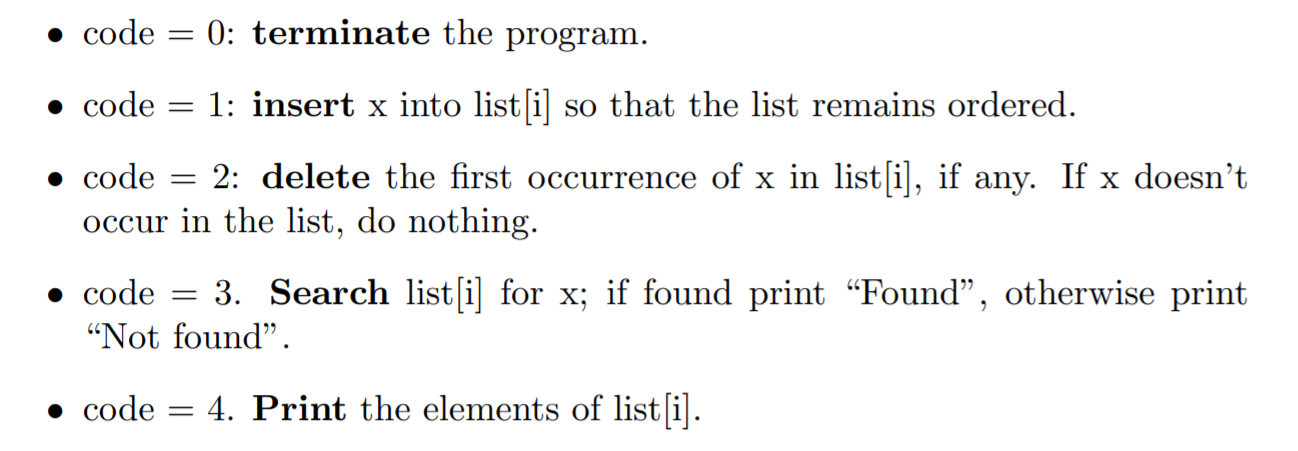 • code = 0: terminate the program.
• code = 1: insert x into list[i] so that the list remains ordered.
• code = 2: delete the first occurrence of x in list[i], if any. If x doesn’t
occur in the list, do nothing.
• code = 3. Search list[i] for x; if found print “Found”, otherwise print
“Not found”.
• code = 4. Print the elements of list[i].